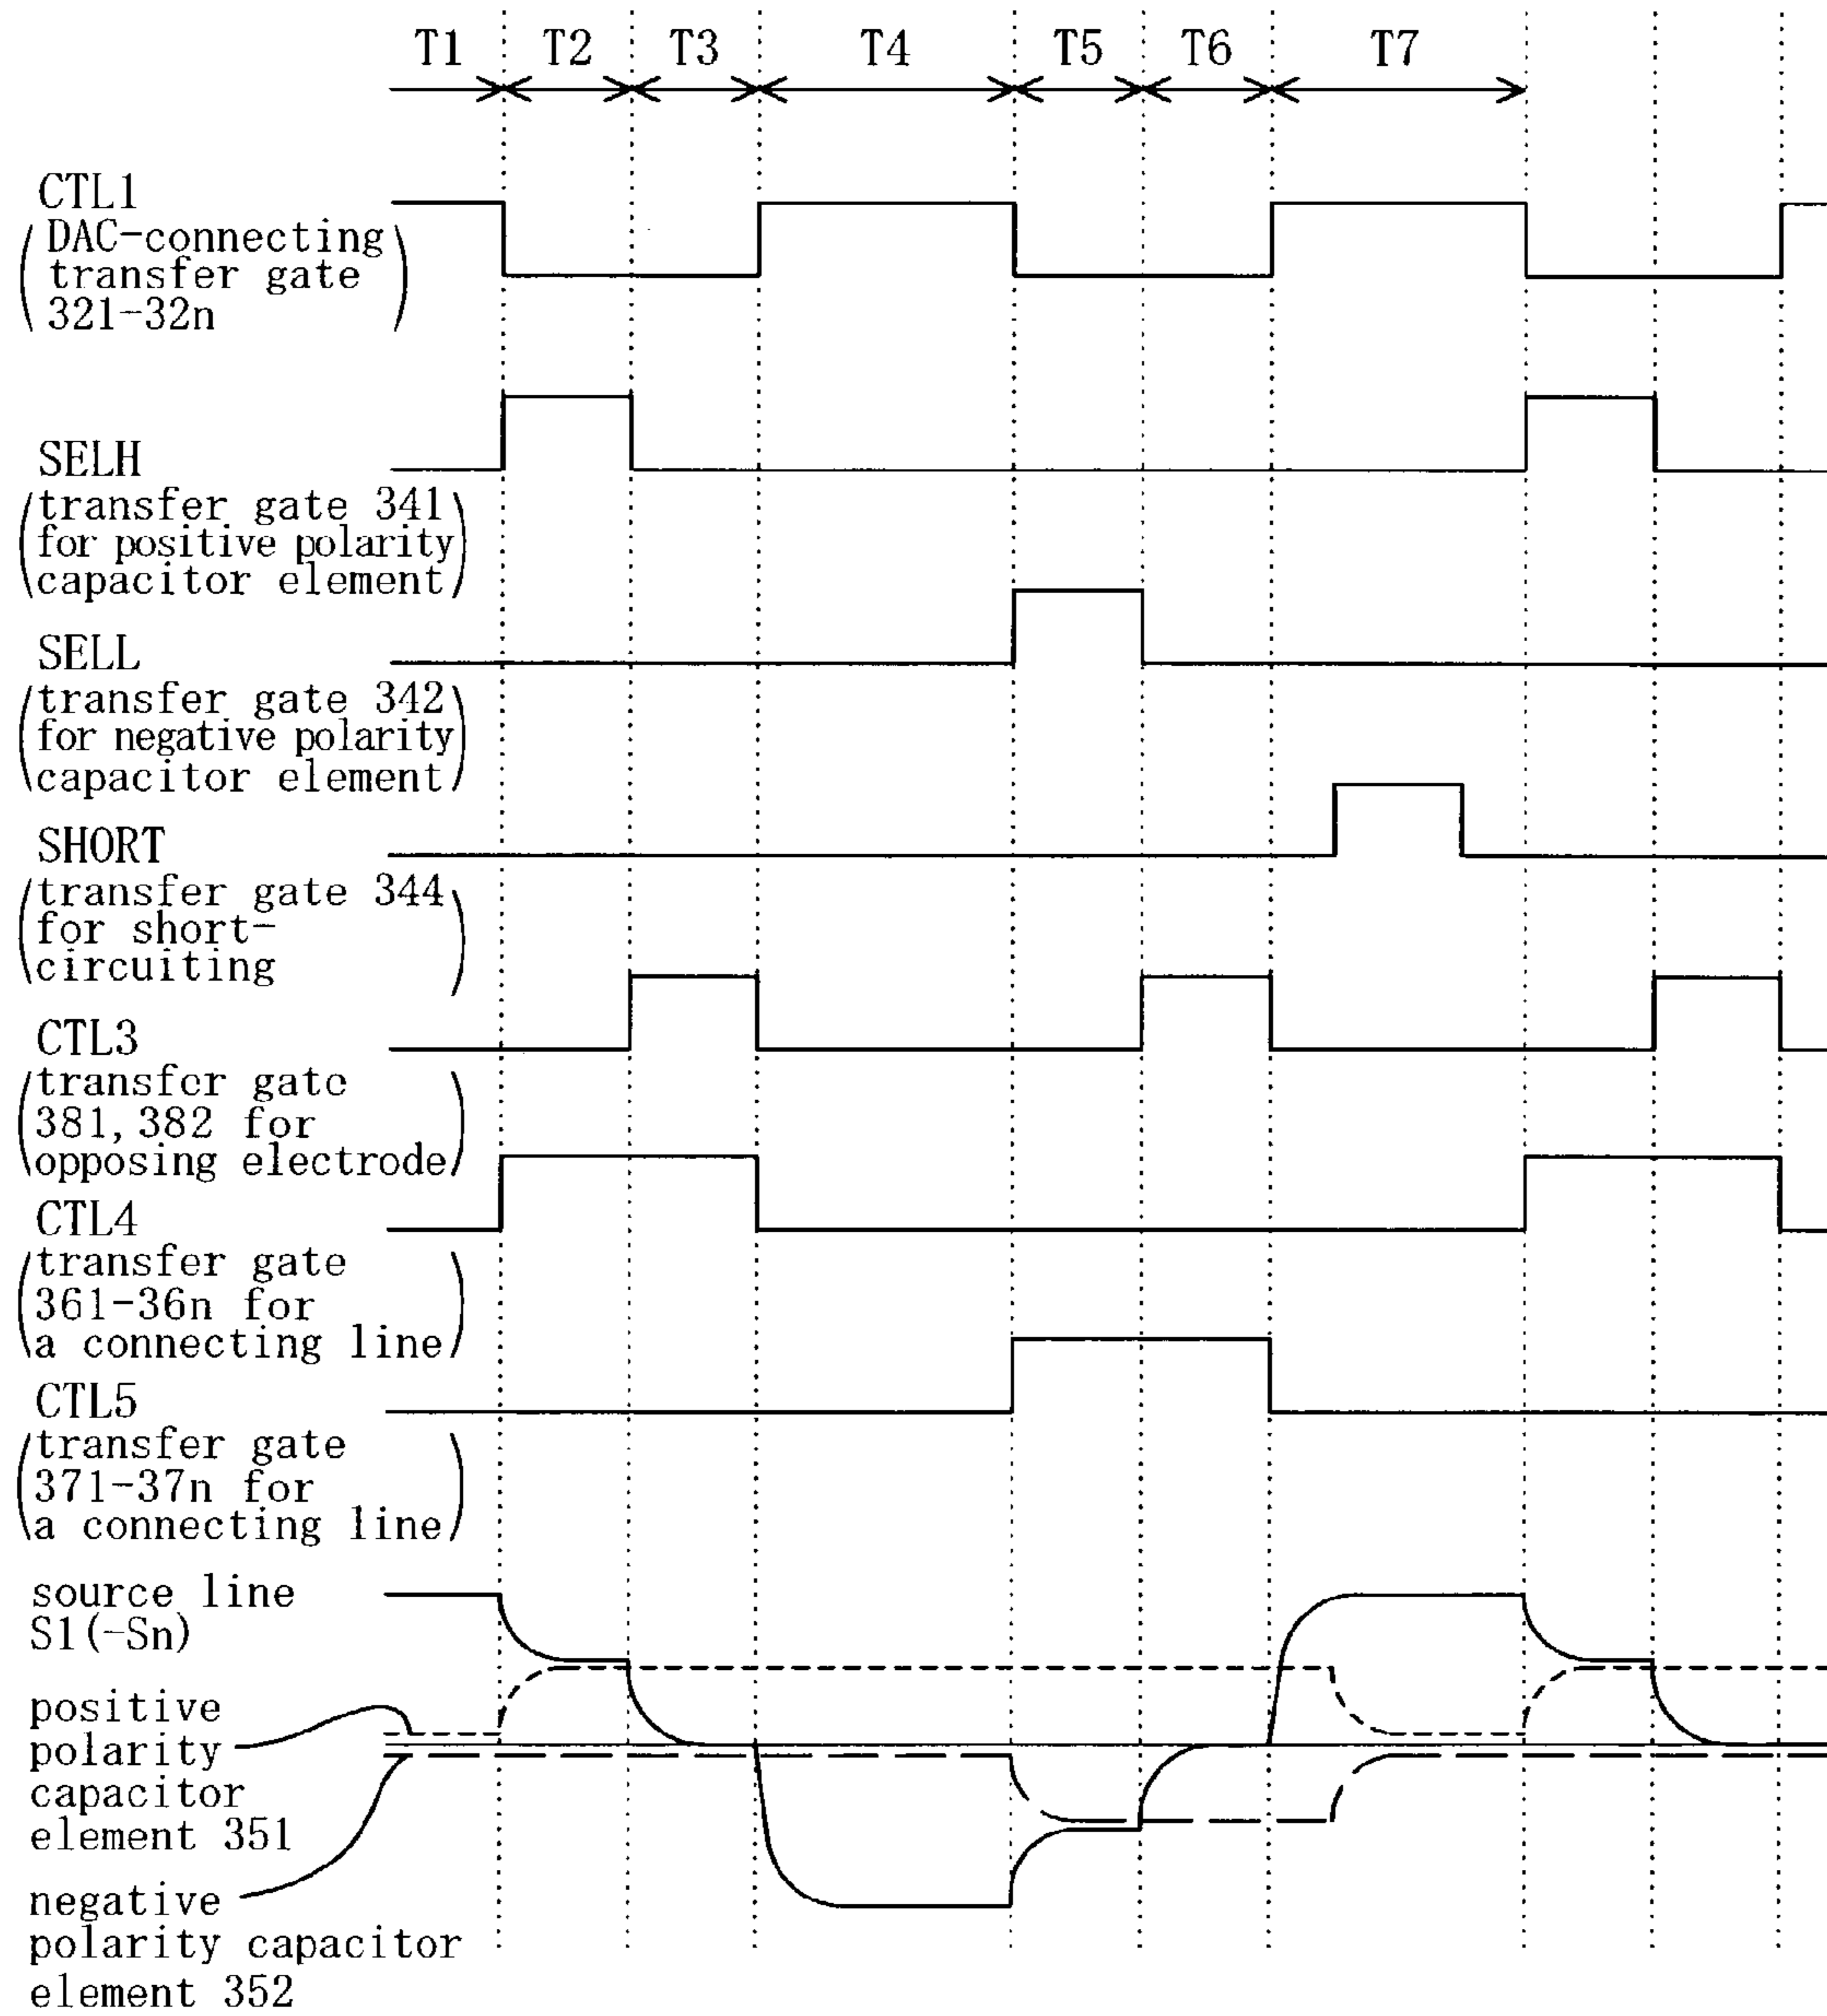 T1 T2 T3 T4 T5 T6 T7
CTL1
DAC-connecting
transfer gate
321-32n
SELH
transfer gate 341
for positive polarity
capacitor element
SELL
transfer gate 342
for negative polarity
capacitor element
SHORT
transfer gate 344
for short-
circuiting
CTL3
transfer gate
381,382 for
opposing electrode
CTL4
transfer gate
361-36n for
a connecting line
CTL5
transfer gate
371-37n for
a connecting line
source line
S1(-Sn)
positive
polarity
capacitor
element 351
negative
polarity capacitor
element 352